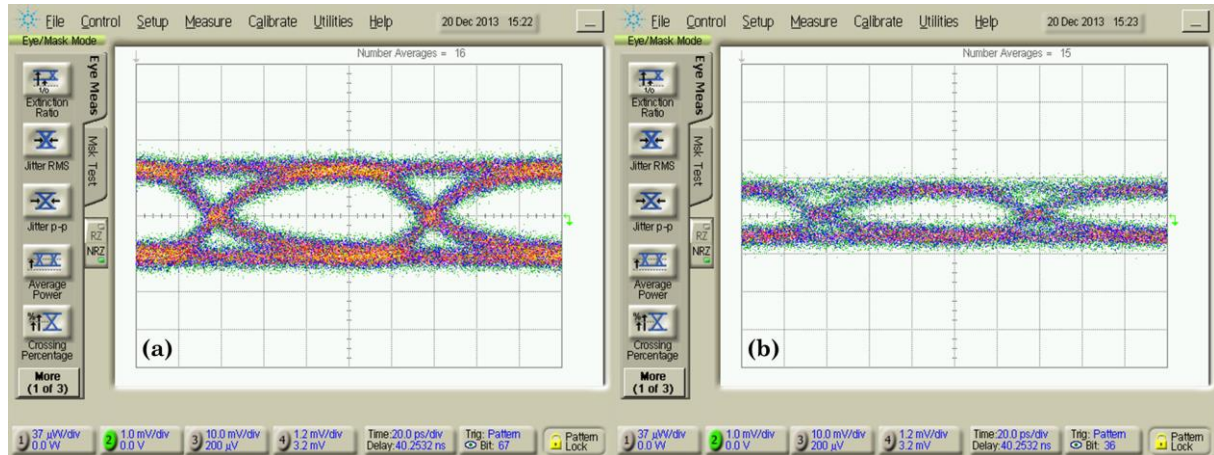 File Control Setup Measure Calibrate Utilities Help 20 Dec 2013 15:22
Eye/Mask Mode
Number Averages = 16
Eye Meas
Msk Test
1/0
Extinction
Ratio
Jitter RMS
Jitter p-p
RZ
NRZ
Average
Power
%
Crossing
Percentage
More
(1 of 3)
(a)
1) 37 µW/div
0.0 W
2) 1.0 mV/div
0.0 V
3) 10.0 mV/div
200 µV
4) 1.2 mV/div
3.2 mV
Time:20.0 ps/div
Delay:40.2532 ns
Trig: Pattern
Bit: 67
Pattern
Lock
File Control Setup Measure Calibrate Utilities Help 20 Dec 2013 15:23
Eye/Mask Mode
Number Averages = 15
Eye Meas
Msk Test
1/0
Extinction
Ratio
Jitter RMS
Jitter p-p
RZ
NRZ
Average
Power
%
Crossing
Percentage
More
(1 of 3)
(b)
1) 37 µW/div
0.0 W
2) 1.0 mV/div
0.0 V
3) 10.0 mV/div
200 µV
4) 1.2 mV/div
3.2 mV
Time:20.0 ps/div
Delay:40.2532 ns
Trig: Pattern
Bit: 36
Pattern
Lock